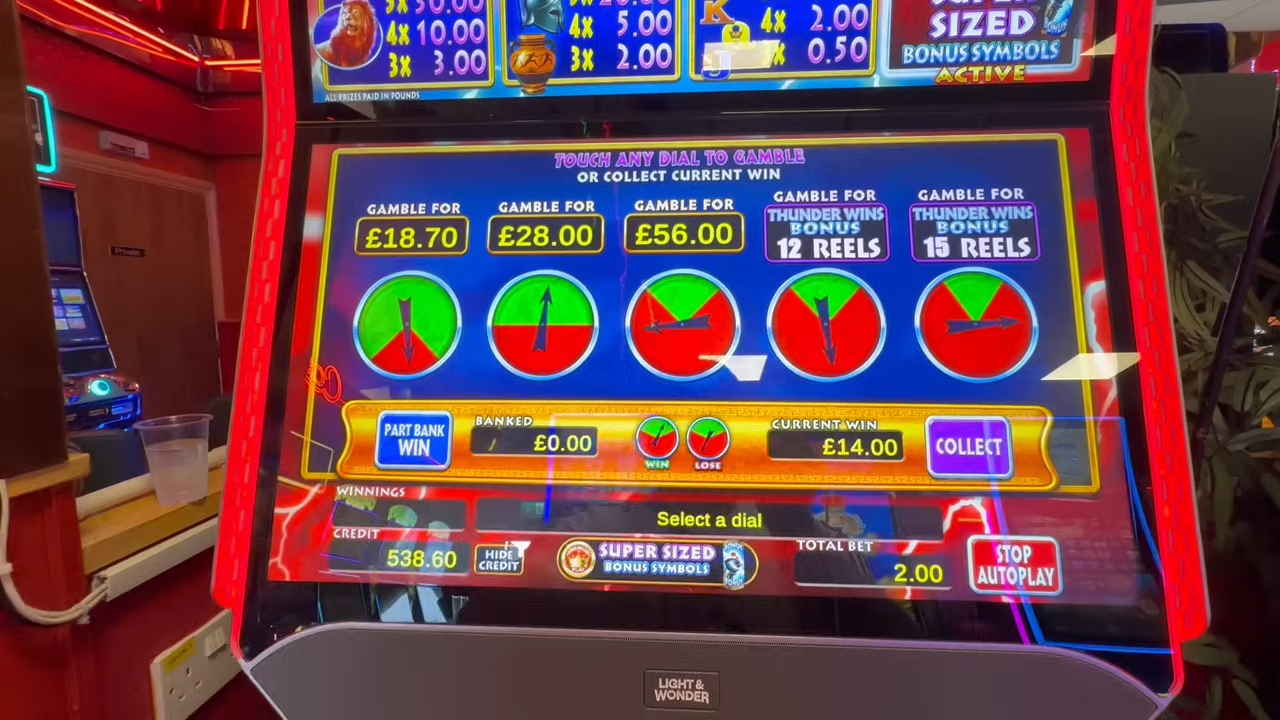 4X 10.00
3X 3.00
4X 5.00
3X 2.00
K
4X 2.00
0.50
SIZED
BONUS SYMBOLS
ACTIVE
ALL PRIZES PAID IN POUNDS
TOUCH ANY DIAL TO GAMBLE
OR COLLECT CURRENT WIN
GAMBLE FOR
£18.70
GAMBLE FOR
£28.00
GAMBLE FOR
£56.00
GAMBLE FOR
THUNDER WINS
BONUS
12 REELS
GAMBLE FOR
THUNDER WINS
BONUS
15 REELS
Private
PART BANK
WIN
BANKED
£0.00
WIN
LOSE
CURRENT WIN
£14.00
COLLECT
WINNINGS
Select a dial
CREDIT
538.60
HIDE
CREDIT
SUPER SIZED
BONUS SYMBOLS
BONUS
TOTAL BET
2.00
STOP
AUTOPLAY
LIGHT &
WONDER